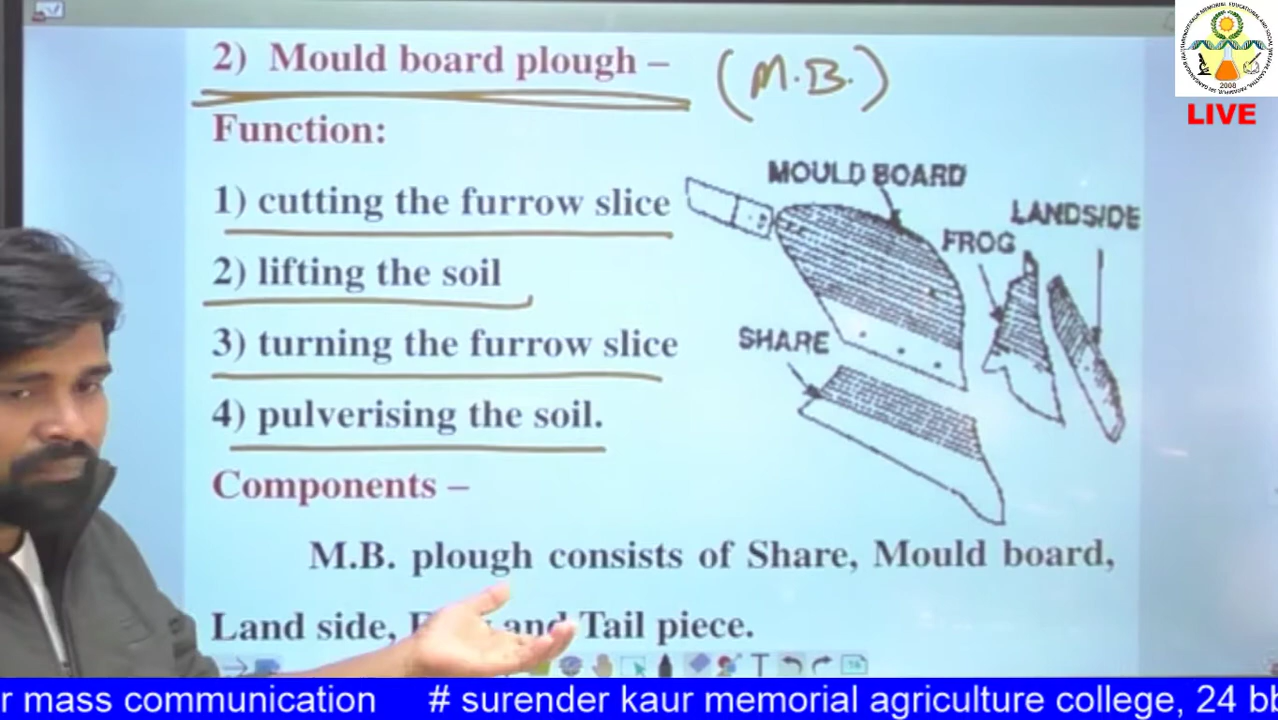 2) Mould board plough – (M.B.)
LIVE
2008
Function:
1) cutting the furrow slice
2) lifting the soil
3) turning the furrow slice
4) pulverising the soil.
MOULD BOARD
LANDSIDE
FROG
SHARE
Components –
M.B. plough consists of Share, Mould board,
Land side, and Tail piece.
T
r mass communication # surender kaur memorial agriculture college, 24 bb